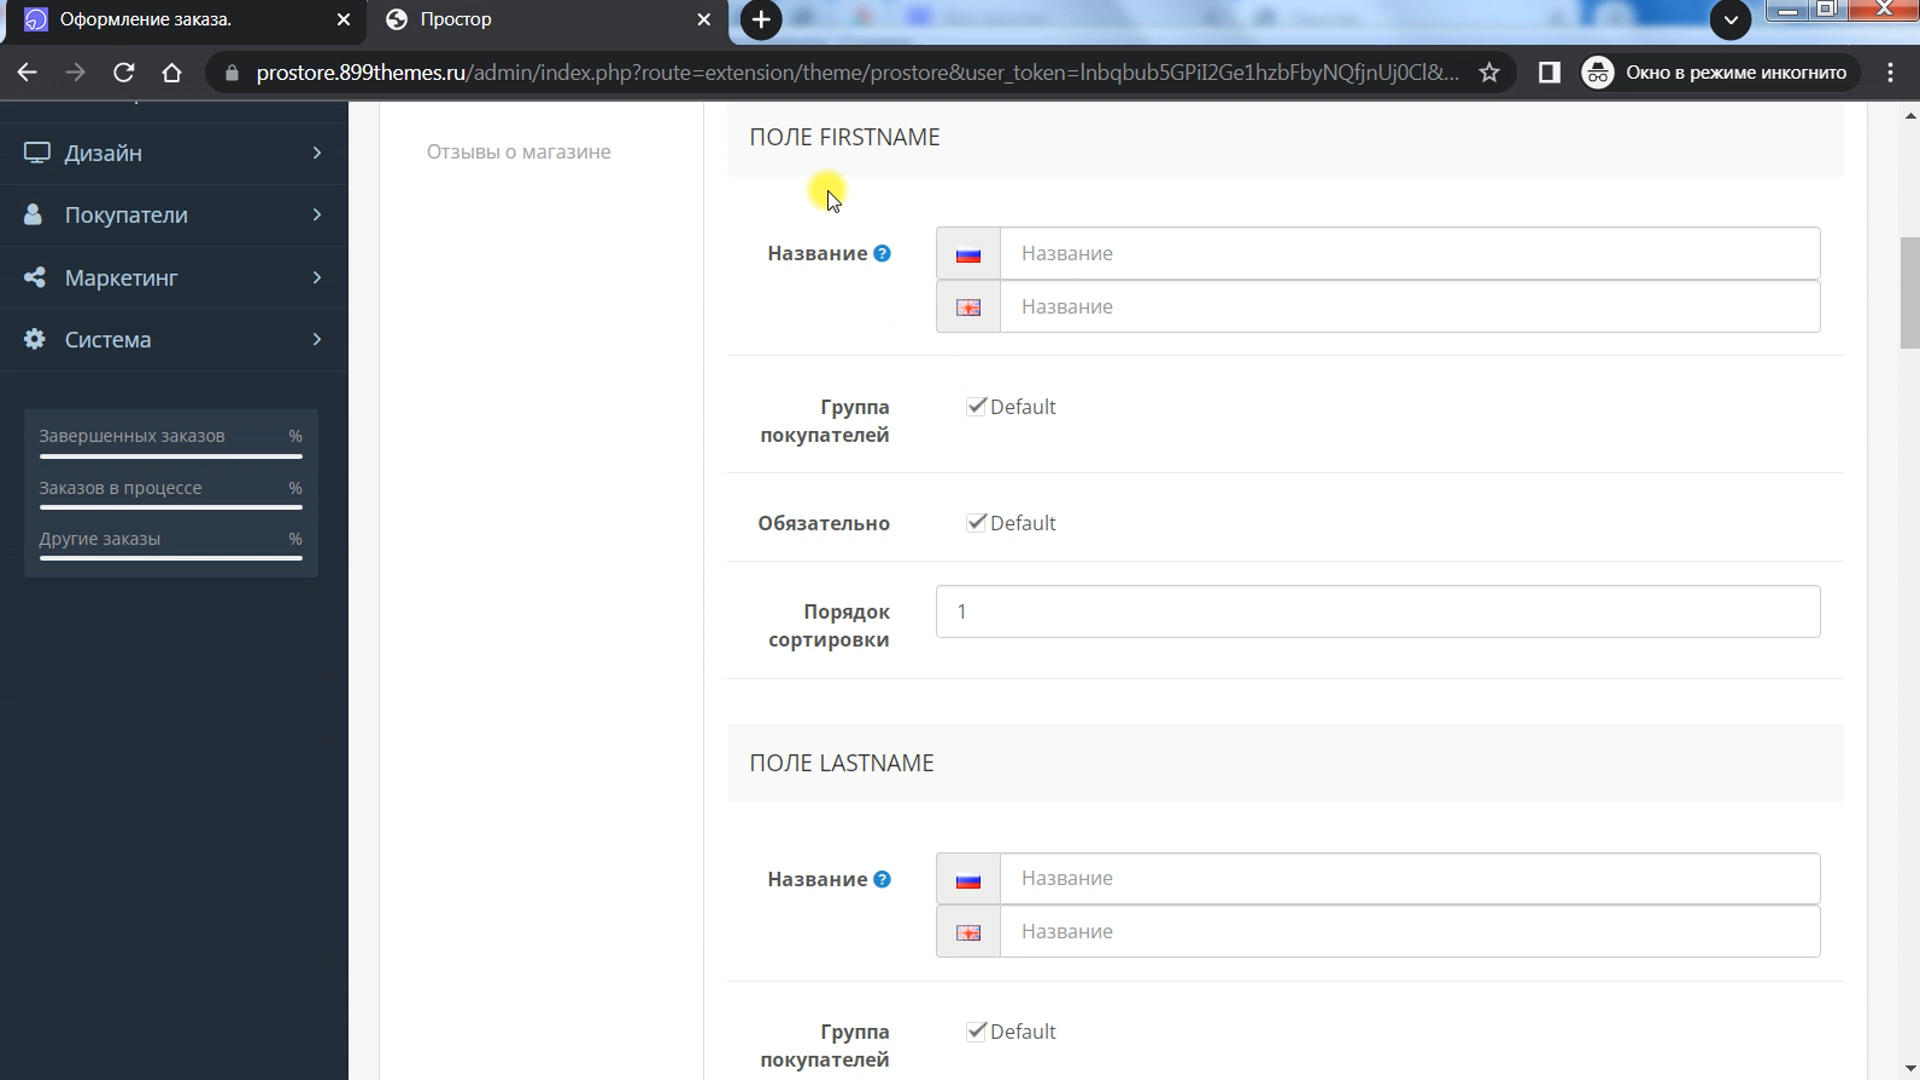 Оформление заказа.
Простор
prostore.899themes.ru/admin/index.php?route=extension/theme/prostore&user_token=lnbqbub5GPiI2Ge1hzbFbyNQfjnUj0Cl&...
Окно в режиме инкогнито
Дизайн
Покупатели
Маркетинг
Система
Завершенных заказов %
Заказов в процессе %
Другие заказы %
Отзывы о магазине
ПОЛЕ FIRSTNAME
Название
Название
Название
Группа покупателей
Default
Обязательно
Default
Порядок сортировки
1
ПОЛЕ LASTNAME
Название
Название
Название
Группа покупателей
Default